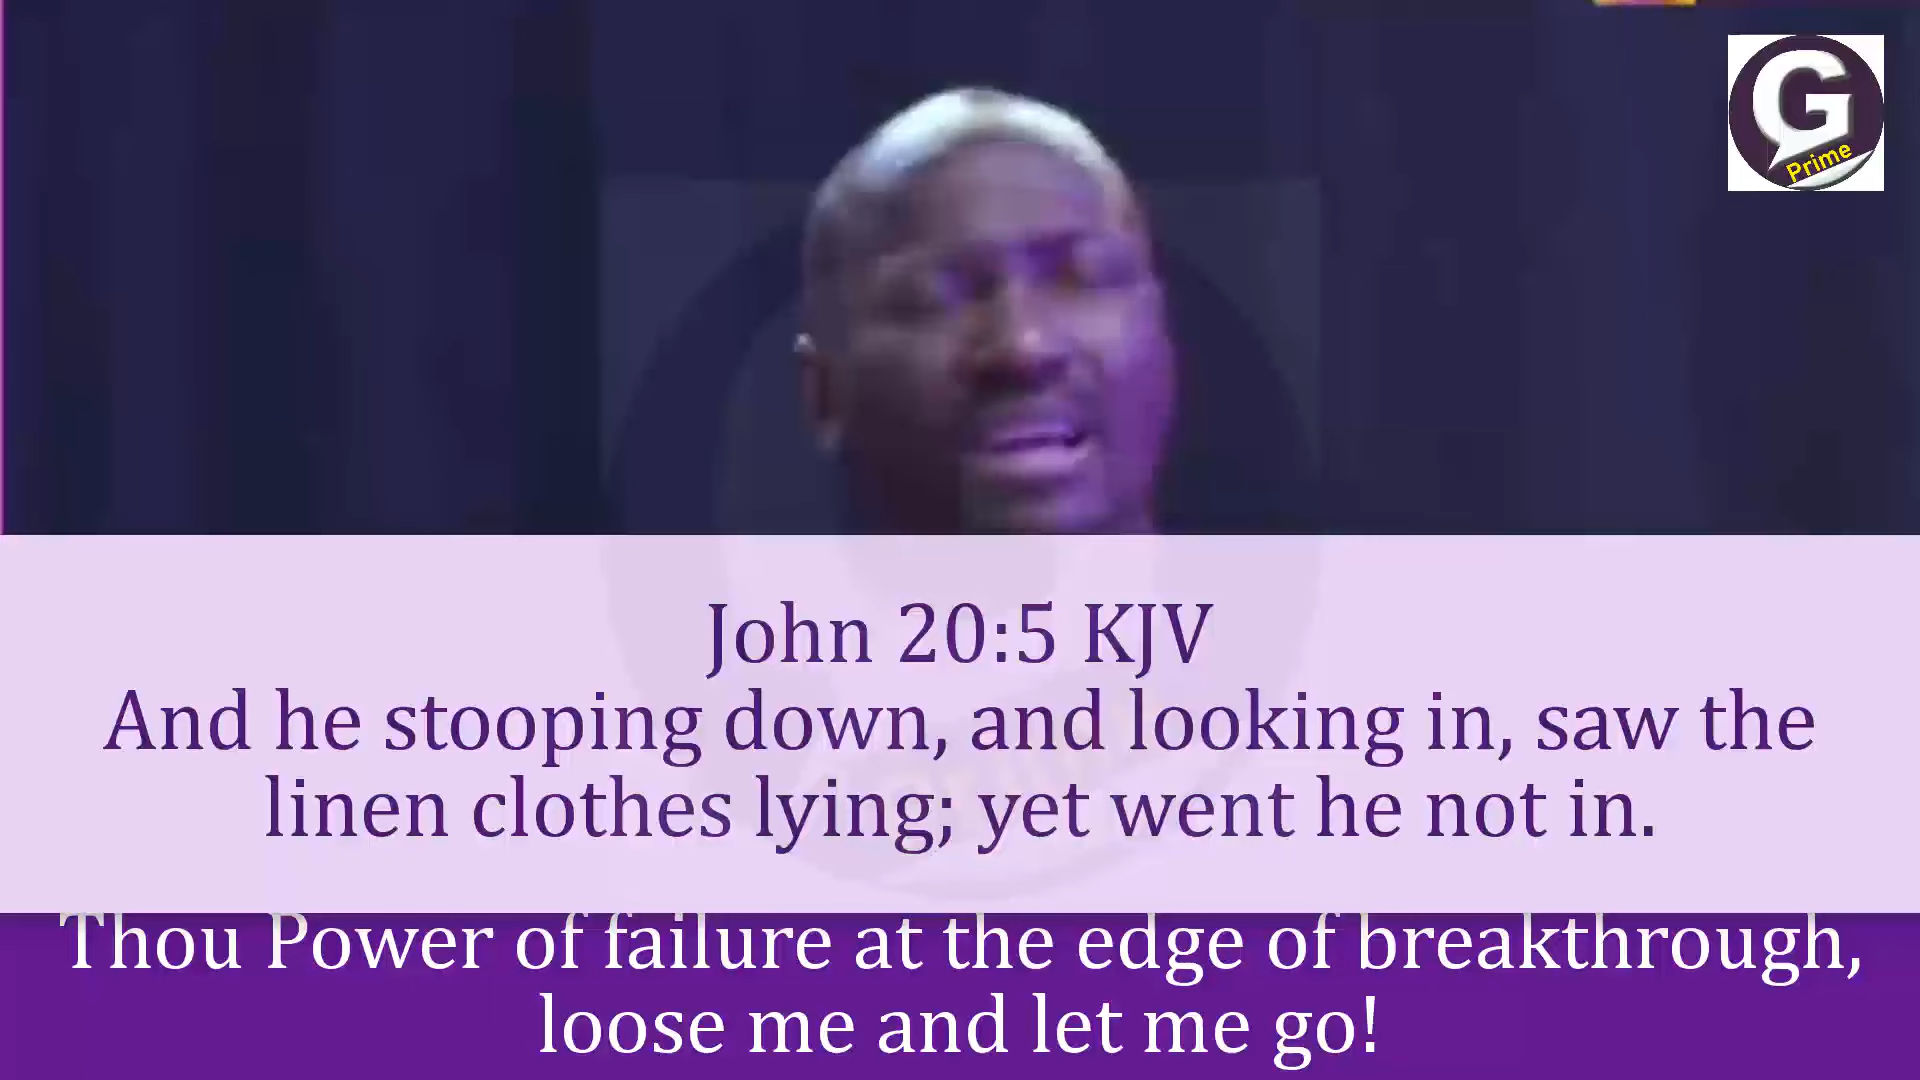 G
Prime
John 20:5 KJV
And he stooping down, and looking in, saw the
linen clothes lying; yet went he not in.
Thou Power of failure at the edge of breakthrough,
loose me and let me go!